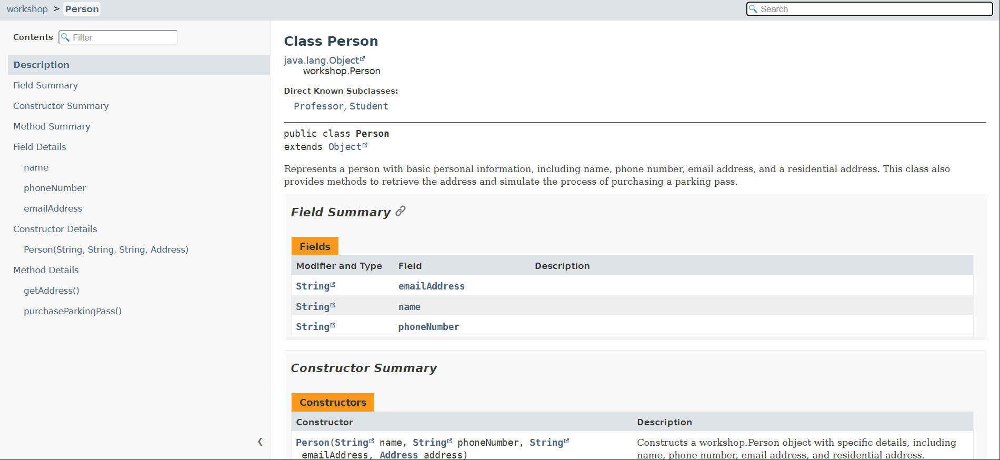 workshop > Person
Search
Contents
Filter
Description
Field Summary
Constructor Summary
Method Summary
Field Details
name
phoneNumber
emailAddress
Constructor Details
Person(String, String, String, Address)
Method Details
getAddress()
purchaseParkingPass()
Class Person
java.lang.Object
workshop.Person
Direct Known Subclasses:
Professor, Student
public class Person
extends Object
Represents a person with basic personal information, including name, phone number, email address, and a residential address. This class also
provides methods to retrieve the address and simulate the process of purchasing a parking pass.
Field Summary
Fields
Modifier and Type Field Description
String emailAddress
String name
String phoneNumber
Constructor Summary
Constructors
Constructor Description
Person(String name, String phoneNumber, String
emailAddress, Address address)
Constructs a workshop.Person object with specific details, including
name, phone number, email address, and residential address.